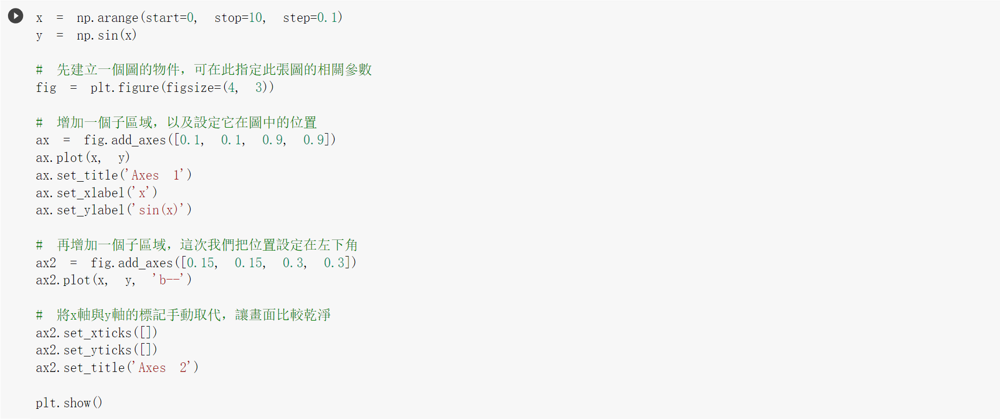 x = np.arange(start=0, stop=10, step=0.1)
y = np.sin(x)
# 先建立一個圖的物件，可在此指定此張圖的相關參數
fig = plt.figure(figsize=(4, 3))
# 增加一個子區域，以及設定它在圖中的位置
ax = fig.add_axes([0.1, 0.1, 0.9, 0.9])
ax.plot(x, y)
ax.set_title('Axes 1')
ax.set_xlabel('x')
ax.set_ylabel('sin(x)')
# 再增加一個子區域，這次我們把位置設定在左下角
ax2 = fig.add_axes([0.15, 0.15, 0.3, 0.3])
ax2.plot(x, y, 'b--')
# 將x軸與y軸的標記手動取代，讓畫面比較乾淨
ax2.set_xticks([])
ax2.set_yticks([])
ax2.set_title('Axes 2')
plt.show()